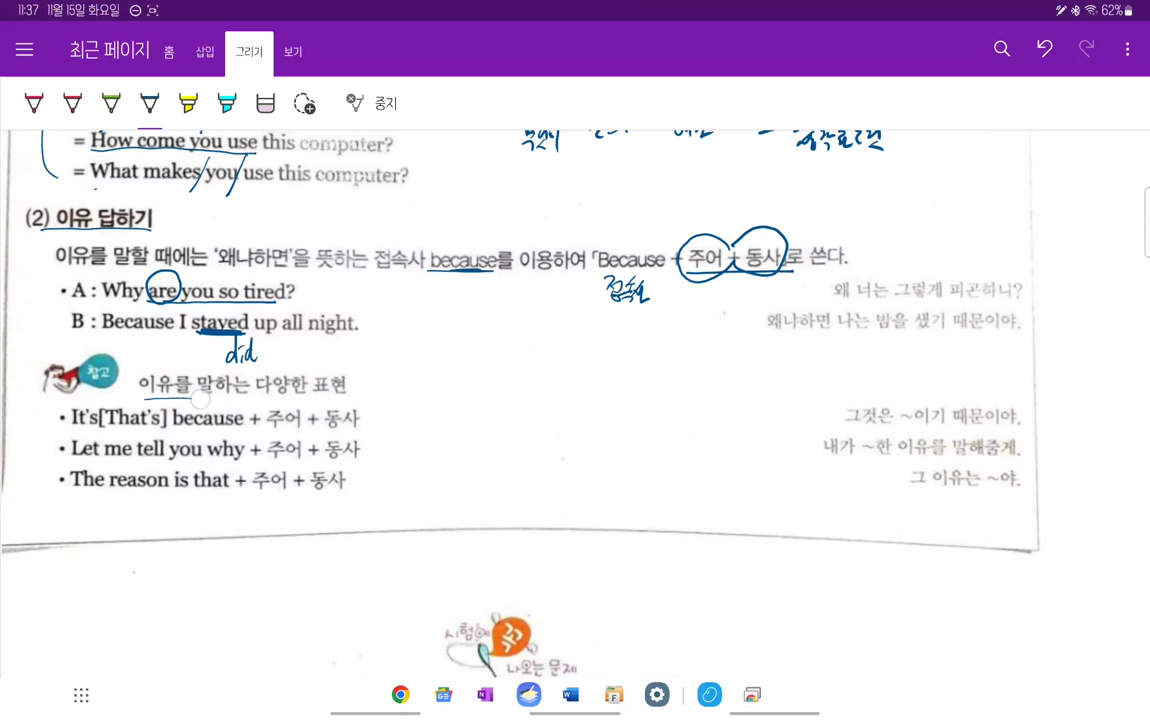 11:37 11월 15일 화요일 62%
최근 페이지 홈 삽입 그리기 보기
중지
= How come you use this computer?
= What makes you use this computer?
(2) 이유 답하기
이유를 말할 때에는 '왜냐하면'을 뜻하는 접속사 because를 이용하여 「Because + 주어 + 동사」로 쓴다.
접속사
• A : Why are you so tired? 왜 너는 그렇게 피곤하니?
B : Because I stayed up all night. 왜냐하면 나는 밤을 샜기 때문이야.
did
참고 이유를 말하는 다양한 표현
• It's[That's] because + 주어 + 동사 그것은 ~이기 때문이야.
• Let me tell you why + 주어 + 동사 내가 ~한 이유를 말해줄게.
• The reason is that + 주어 + 동사 그 이유는 ~야.
시험에 꼭
나오는 문제